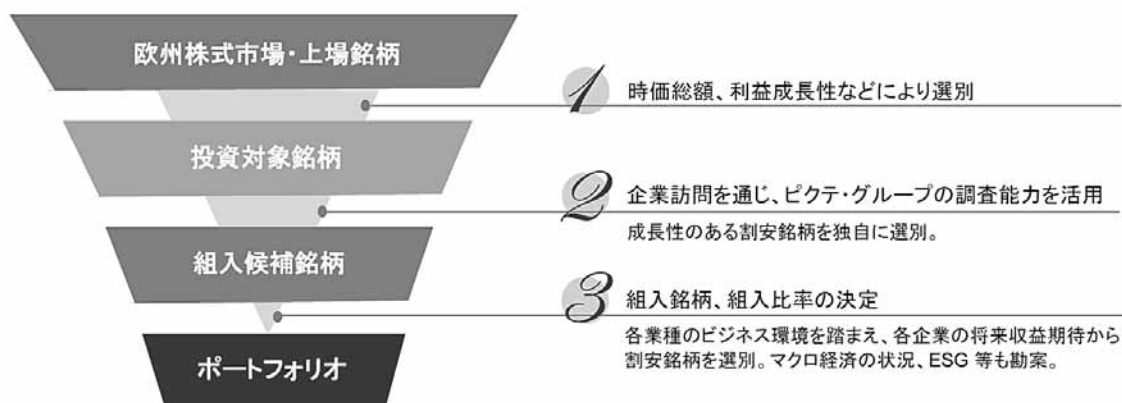 欧州株式市場・上場銘柄
1 時価総額、利益成長性などにより選別
投資対象銘柄
2 企業訪問を通じ、ピクテ・グループの調査能力を活用
成長性のある割安銘柄を独自に選別。
組入候補銘柄
3 組入銘柄、組入比率の決定
各業種のビジネス環境を踏まえ、各企業の将来収益期待から
割安銘柄を選別。マクロ経済の状況、ESG 等も勘案。
ポートフォリオ